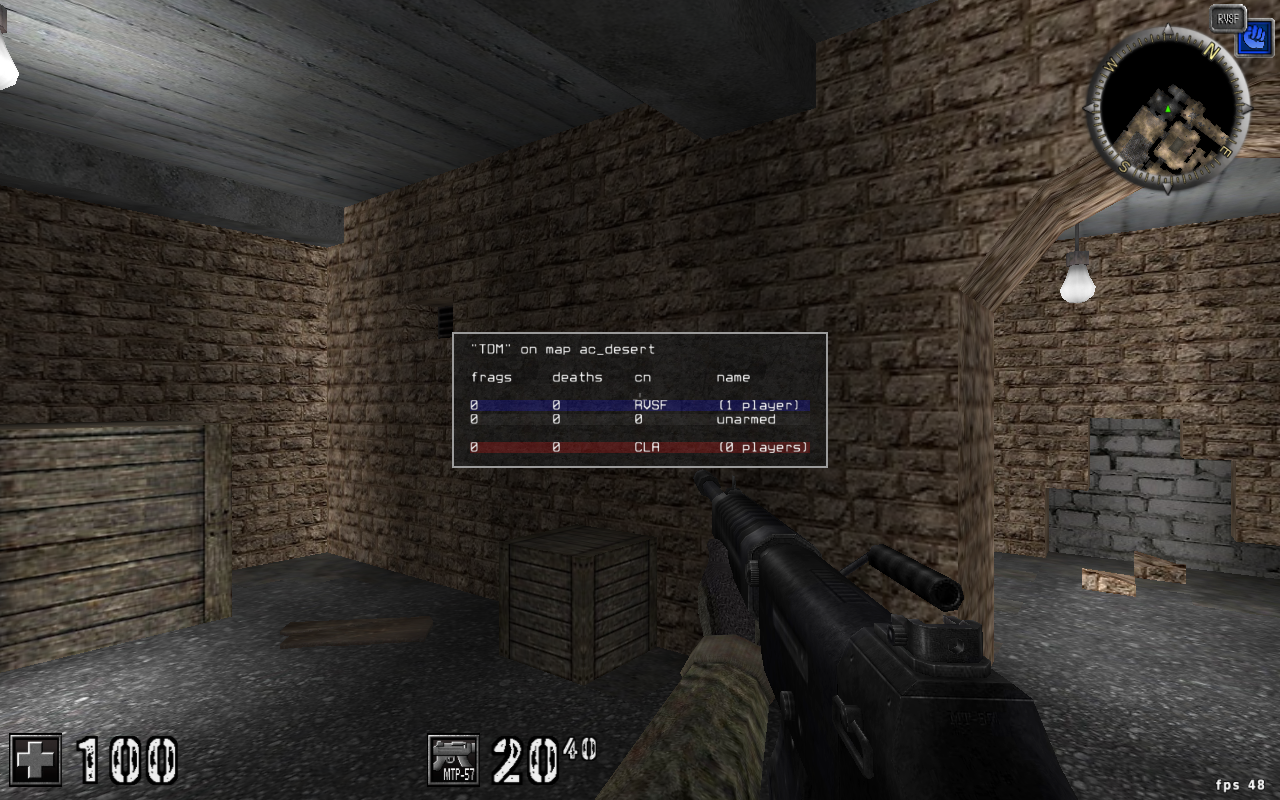 RVSF
N
W
E
S
"TDM" on map ac_desert
frags deaths cn name
0 0 RVSF (1 player)
0 0 0 unarmed
0 0 CLA (0 players)
100
MTP-57
20 40
fps 48